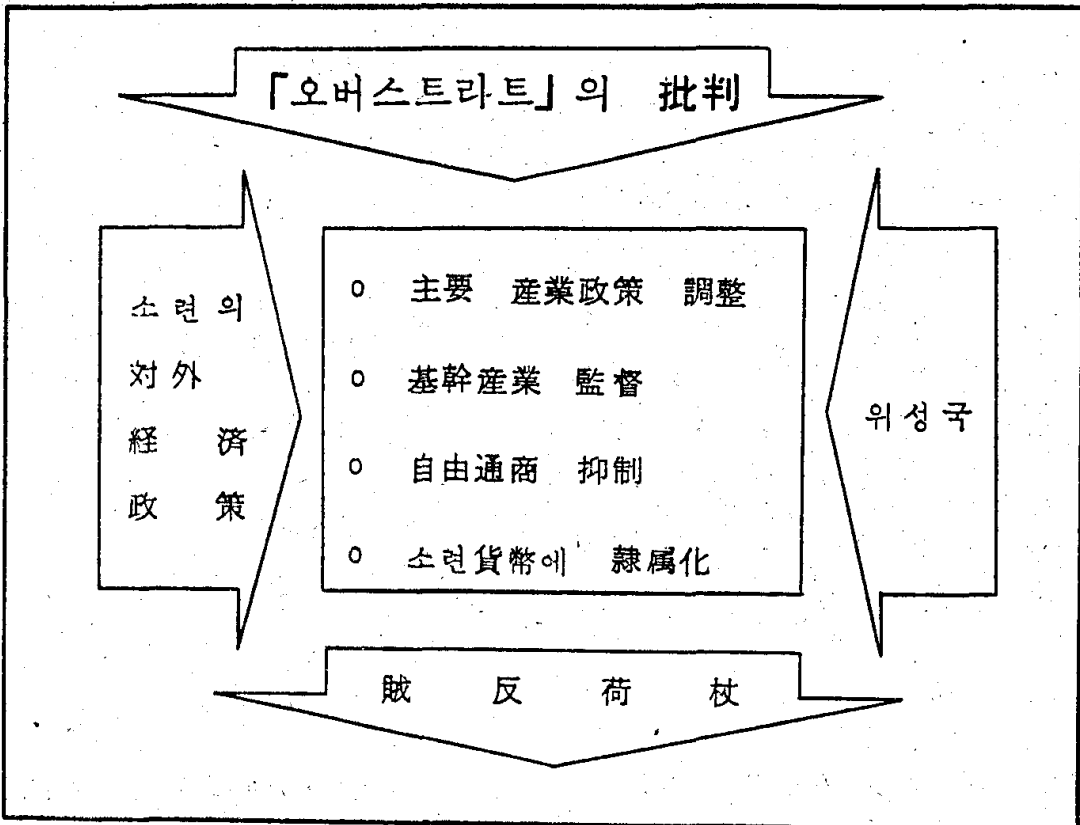 「오버스트라트」의 批判
소련의
対外
経済
政策
o 主要 産業政策 調整
o 基幹産業 監督
o 自由通商 抑制
o 소련貨幣에 隷属化
위성국
賊反荷杖